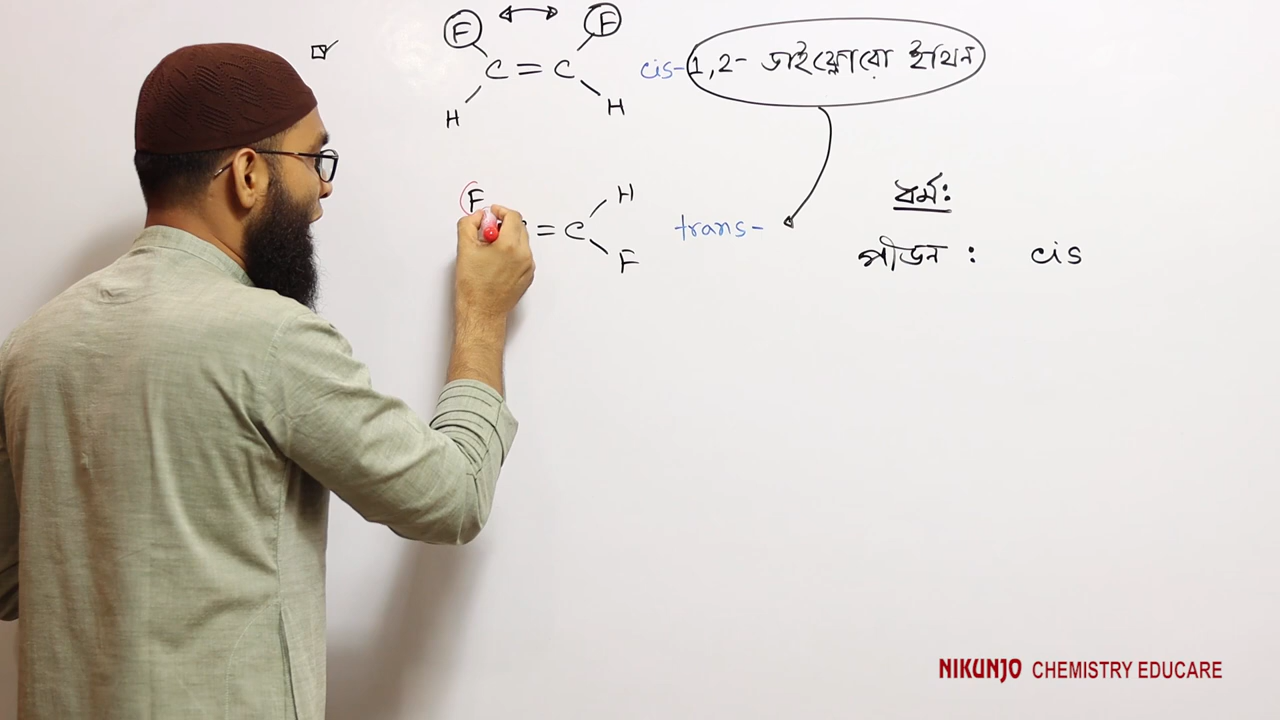 F F
C = C cis-1,2- ডাইফ্লোরো ইথিন
H H
F H
= C trans-
F
ধর্ম:
পীড়ন : cis
NIKUNJO CHEMISTRY EDUCARE